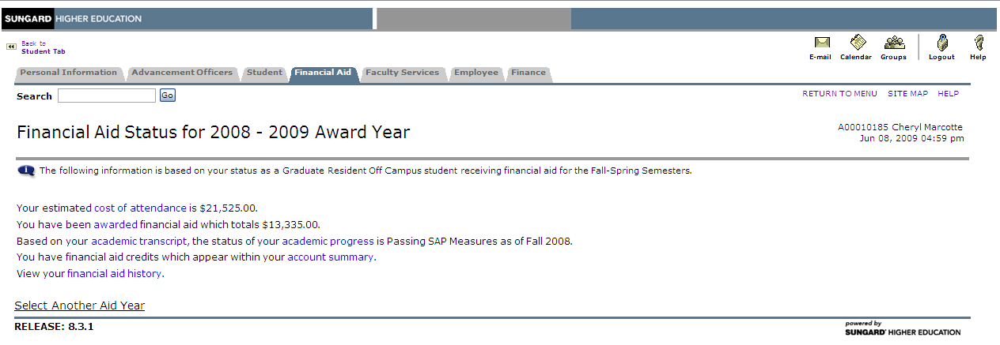 SUNGARD HIGHER EDUCATION
Back to
Student Tab
E-mail Calendar Groups Logout Help
Personal Information Advancement Officers Student Financial Aid Faculty Services Employee Finance
Search Go
RETURN TO MENU SITE MAP HELP
Financial Aid Status for 2008 - 2009 Award Year
A00010185 Cheryl Marcotte
Jun 08, 2009 04:59 pm
The following information is based on your status as a Graduate Resident Off Campus student receiving financial aid for the Fall-Spring Semesters.
Your estimated cost of attendance is $21,525.00.
You have been awarded financial aid which totals $13,335.00.
Based on your academic transcript, the status of your academic progress is Passing SAP Measures as of Fall 2008.
You have financial aid credits which appear within your account summary.
View your financial aid history.
Select Another Aid Year
RELEASE: 8.3.1
powered by
SUNGARD HIGHER EDUCATION